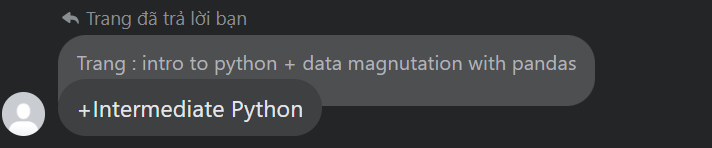 Trang đã trả lời bạn
Trang : intro to python + data magnutation with pandas
+Intermediate Python